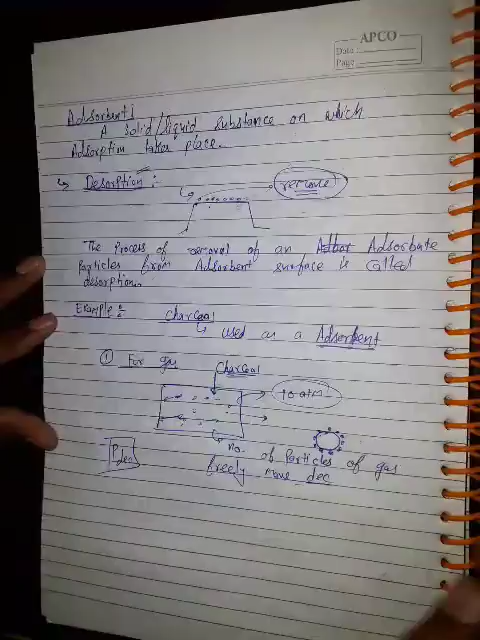 APCO
Date :
Page :
Adsorbent:
A solid/liquid substance on which
Adsorption takes place.
↳ Desorption :
remove
The process of removal of an Adsorbate
Particles from Adsorbent surface is called
desorption.
Example :
Charcoal
↳ used as a Adsorbent
① For gas
Charcoal
10 atm
P dec
↳ no. of Particles of gas
freely move dec